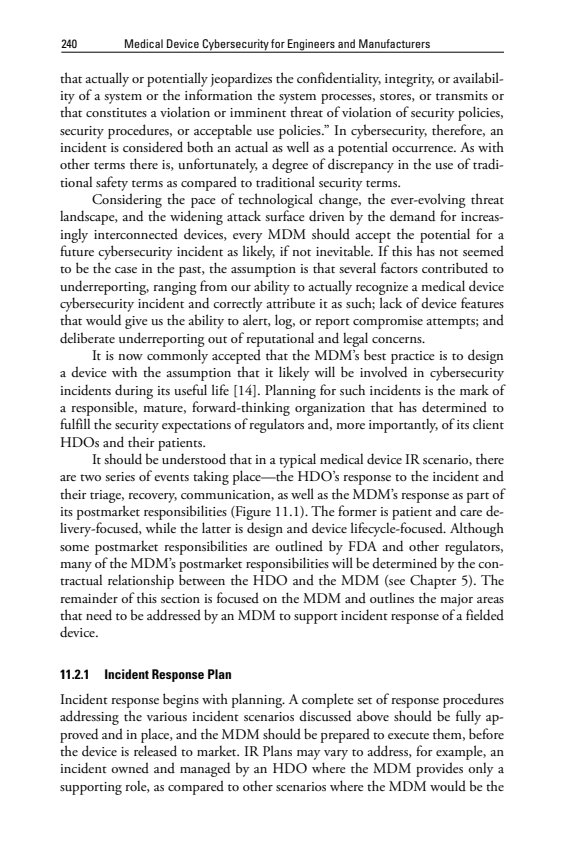 240 Medical Device Cybersecurity for Engineers and Manufacturers
that actually or potentially jeopardizes the confidentiality, integrity, or availabil-
ity of a system or the information the system processes, stores, or transmits or
that constitutes a violation or imminent threat of violation of security policies,
security procedures, or acceptable use policies.” In cybersecurity, therefore, an
incident is considered both an actual as well as a potential occurrence. As with
other terms there is, unfortunately, a degree of discrepancy in the use of tradi-
tional safety terms as compared to traditional security terms.
Considering the pace of technological change, the ever-evolving threat
landscape, and the widening attack surface driven by the demand for increas-
ingly interconnected devices, every MDM should accept the potential for a
future cybersecurity incident as likely, if not inevitable. If this has not seemed
to be the case in the past, the assumption is that several factors contributed to
underreporting, ranging from our ability to actually recognize a medical device
cybersecurity incident and correctly attribute it as such; lack of device features
that would give us the ability to alert, log, or report compromise attempts; and
deliberate underreporting out of reputational and legal concerns.
It is now commonly accepted that the MDM’s best practice is to design
a device with the assumption that it likely will be involved in cybersecurity
incidents during its useful life [14]. Planning for such incidents is the mark of
a responsible, mature, forward-thinking organization that has determined to
fulfill the security expectations of regulators and, more importantly, of its client
HDOs and their patients.
It should be understood that in a typical medical device IR scenario, there
are two series of events taking place—the HDO’s response to the incident and
their triage, recovery, communication, as well as the MDM’s response as part of
its postmarket responsibilities (Figure 11.1). The former is patient and care de-
livery-focused, while the latter is design and device lifecycle-focused. Although
some postmarket responsibilities are outlined by FDA and other regulators,
many of the MDM’s postmarket responsibilities will be determined by the con-
tractual relationship between the HDO and the MDM (see Chapter 5). The
remainder of this section is focused on the MDM and outlines the major areas
that need to be addressed by an MDM to support incident response of a fielded
device.
11.2.1 Incident Response Plan
Incident response begins with planning. A complete set of response procedures
addressing the various incident scenarios discussed above should be fully ap-
proved and in place, and the MDM should be prepared to execute them, before
the device is released to market. IR Plans may vary to address, for example, an
incident owned and managed by an HDO where the MDM provides only a
supporting role, as compared to other scenarios where the MDM would be the